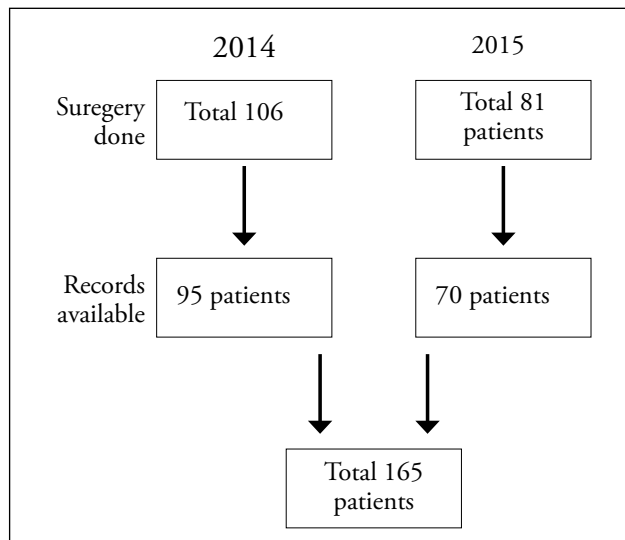 2014
2015
Suregery
done
Total 106
Total 81
patients
Records
available
95 patients
70 patients
Total 165
patients